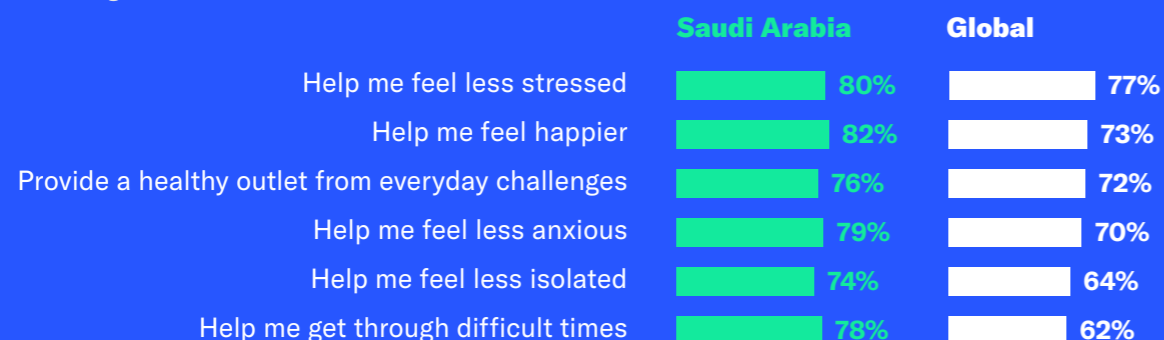 Saudi Arabia Global
Help me feel less stressed 80% 77%
Help me feel happier 82% 73%
Provide a healthy outlet from everyday challenges 76% 72%
Help me feel less anxious 79% 70%
Help me feel less isolated 74% 64%
Help me get through difficult times 78% 62%